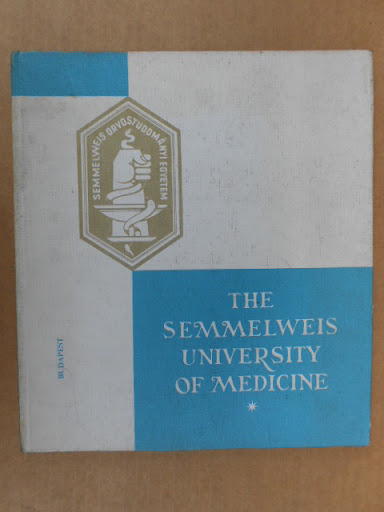 SEMMELWEIS ORVOSTUDOMÁNYI EGYETEM
THE
SEMMELWEIS
UNIVERSITY
OF MEDICINE
BUDAPEST